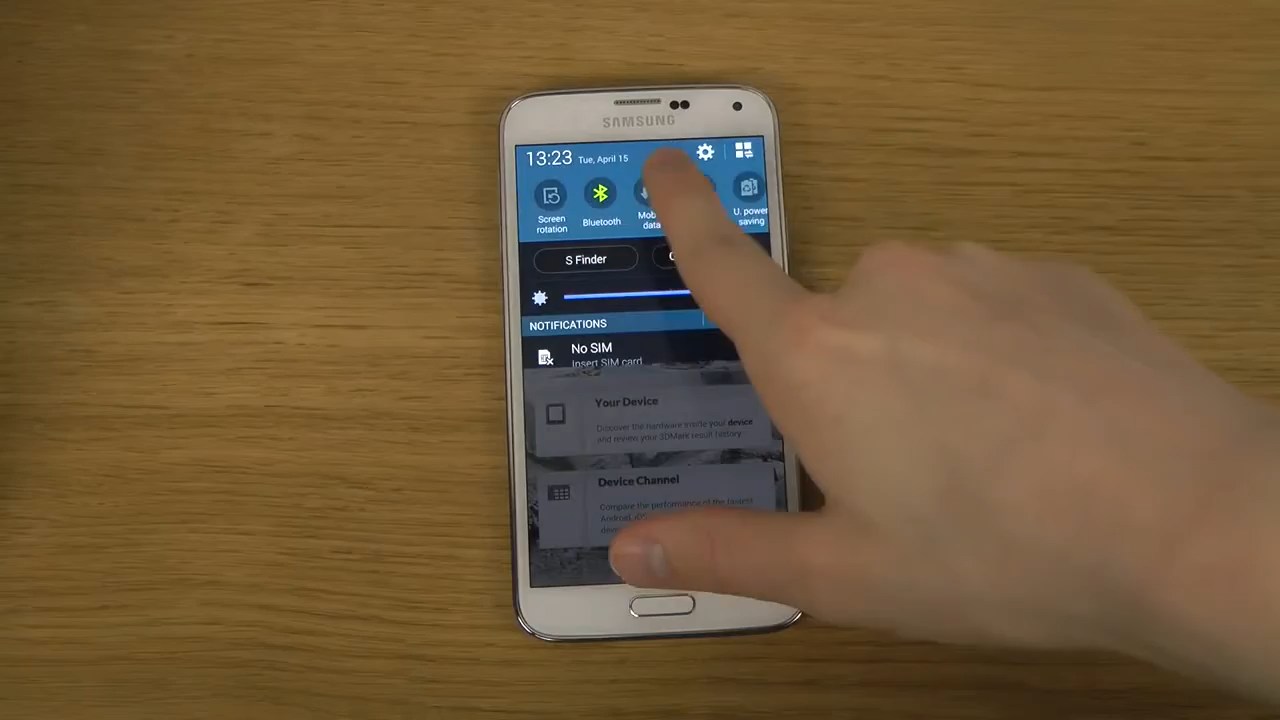 SAMSUNG
13:23 Tue, April 15
Screen rotation
Bluetooth
data
U. power saving
S Finder
NOTIFICATIONS
No SIM
Insert SIM card
Your Device
Discover the hardware inside your device
and review your 3DMark result history.
Device Channel
Compare the performance of the latest
Android,